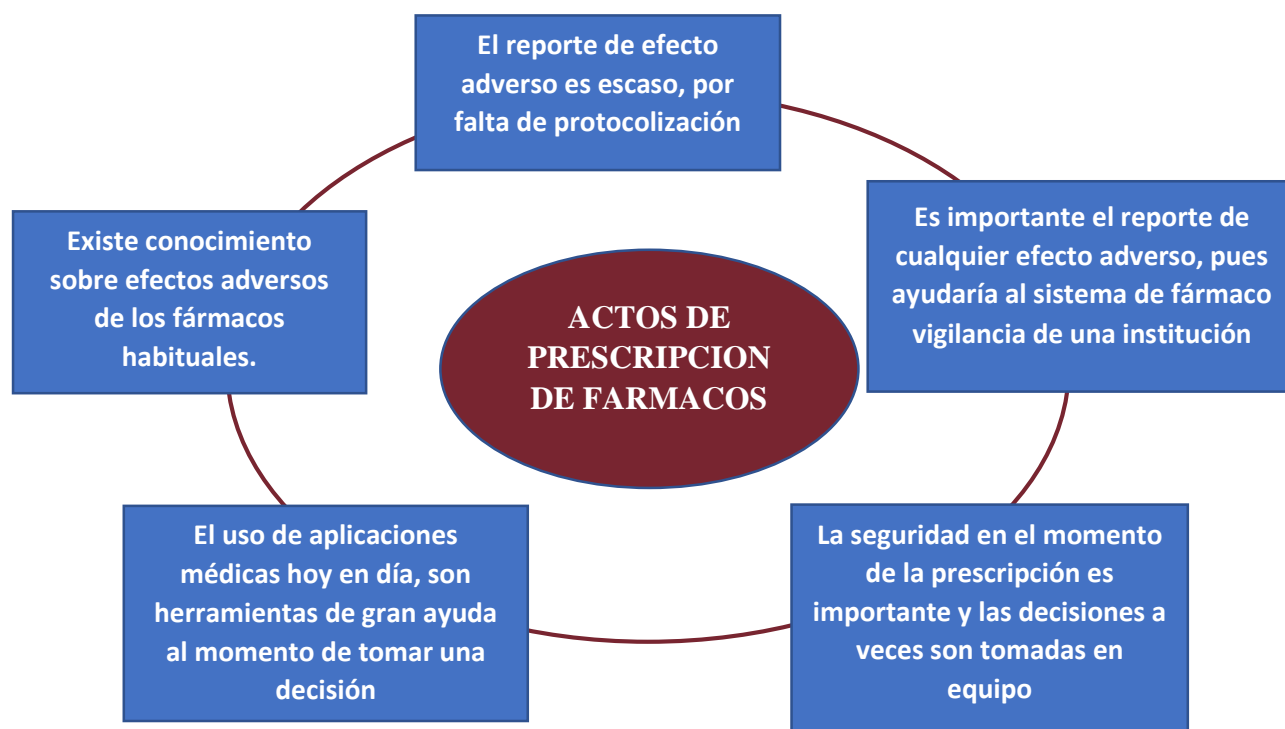 El reporte de efecto
adverso es escaso, por
falta de protocolización
Es importante el reporte de
cualquier efecto adverso, pues
ayudaría al sistema de fármaco
vigilancia de una institución
Existe conocimiento
sobre efectos adversos
de los fármacos
habituales.
ACTOS DE
PRESCRIPCION
DE FARMACOS
El uso de aplicaciones
médicas hoy en día, son
herramientas de gran ayuda
al momento de tomar una
decisión
La seguridad en el momento
de la prescripción es
importante y las decisiones a
veces son tomadas en
equipo